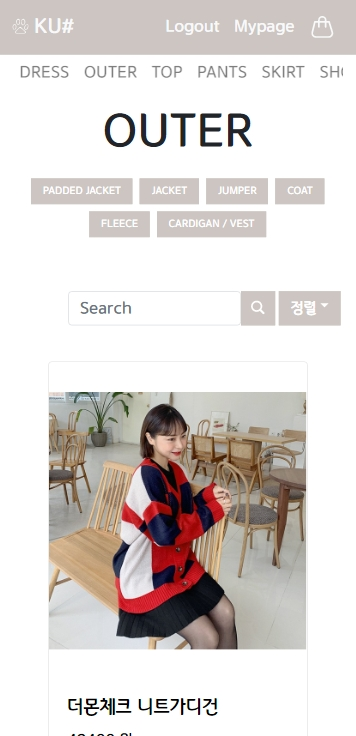 KU# Logout Mypage
DRESS OUTER TOP PANTS SKIRT
OUTER
PADDED JACKET JACKET JUMPER COAT
FLEECE CARDIGAN / VEST
Search 정렬
더몬체크 니트가디건